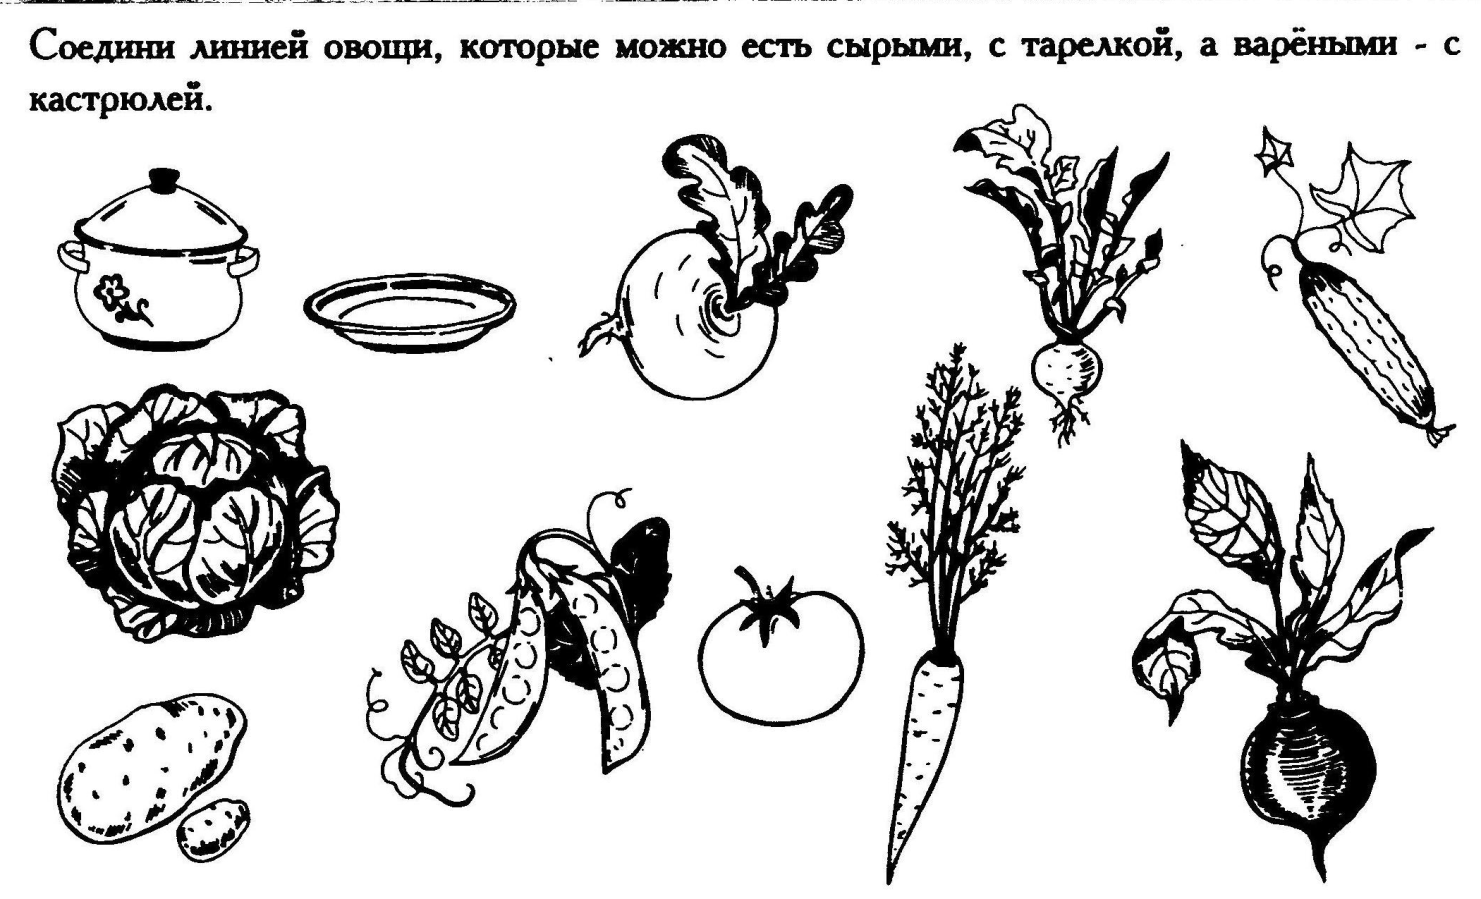 Соедини линией овощи, которые можно есть сырыми, с тарелкой, а варёными - с
кастрюлей.